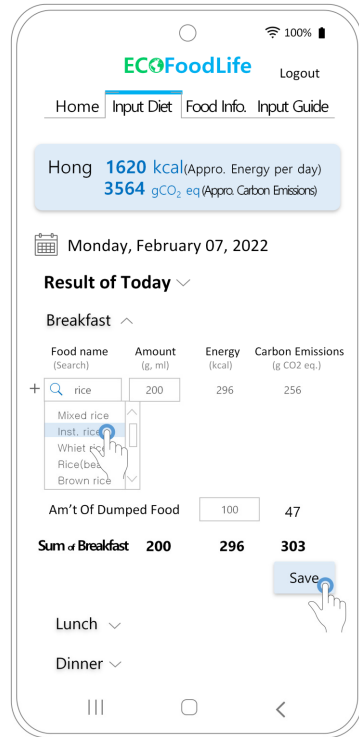 100%
ECOFoodLife
Logout
Home Input Diet Food Info. Input Guide
Hong 1620 kcal(Appro. Energy per day)
3564 gCO2 eq(Appro. Carbon Emissions)
Monday, February 07, 2022
Result of Today
Breakfast
Food name Amount Energy Carbon Emissions
(Search) (g, ml) (kcal) (g CO2 eq.)
+ rice 200 296 256
Mixed rice
Inst. rice
Whiet rice
Rice(bea
Brown rice
Am't Of Dumped Food 100 47
Sum of Breakfast 200 296 303
Save
Lunch
Dinner